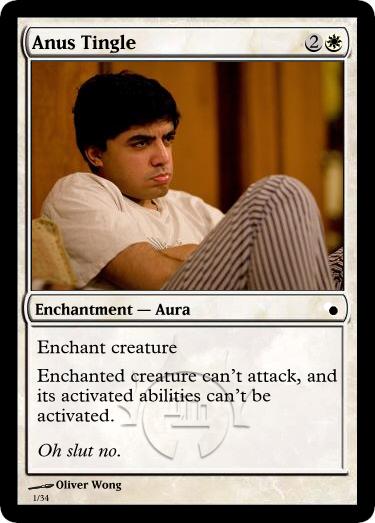 Anus Tingle 2
Enchantment — Aura
Enchant creature
Enchanted creature can't attack, and
its activated abilities can't be
activated.
Oh slut no.
Oliver Wong
1/34